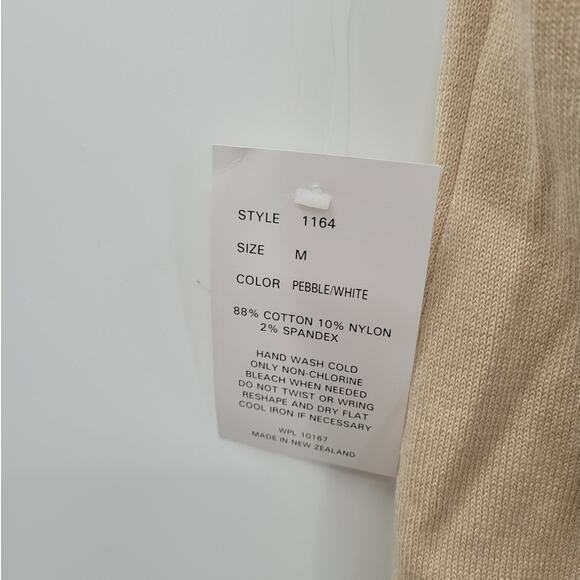 STYLE 1164
SIZE M
COLOR PEBBLE/WHITE
88% COTTON 10% NYLON
2% SPANDEX
HAND WASH COLD
ONLY NON-CHLORINE
BLEACH WHEN NEEDED
DO NOT TWIST OR WRING
RESHAPE AND DRY FLAT
COOL IRON IF NECESSARY
WPL 10167
MADE IN NEW ZEALAND